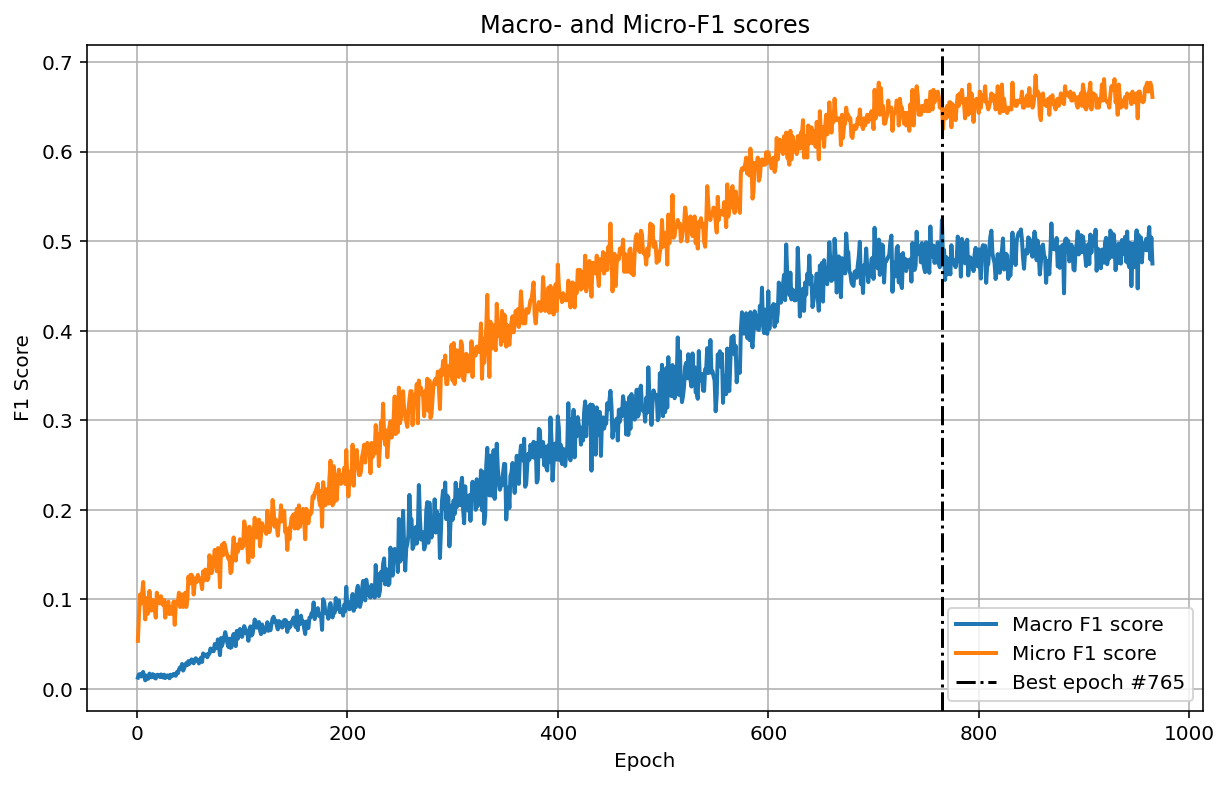 Macro- and Micro-F1 scores
F1 Score
0.7
0.6
0.5
0.4
0.3
0.2
0.1
0.0
Macro F1 score
Micro F1 score
Best epoch #765
0 200 400 600 800 1000
Epoch